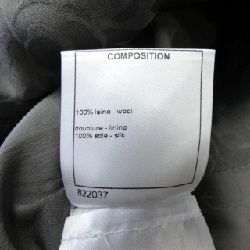 COMPOSITION
100% laine - wool
doublure - lining
100% soie - silk
822037